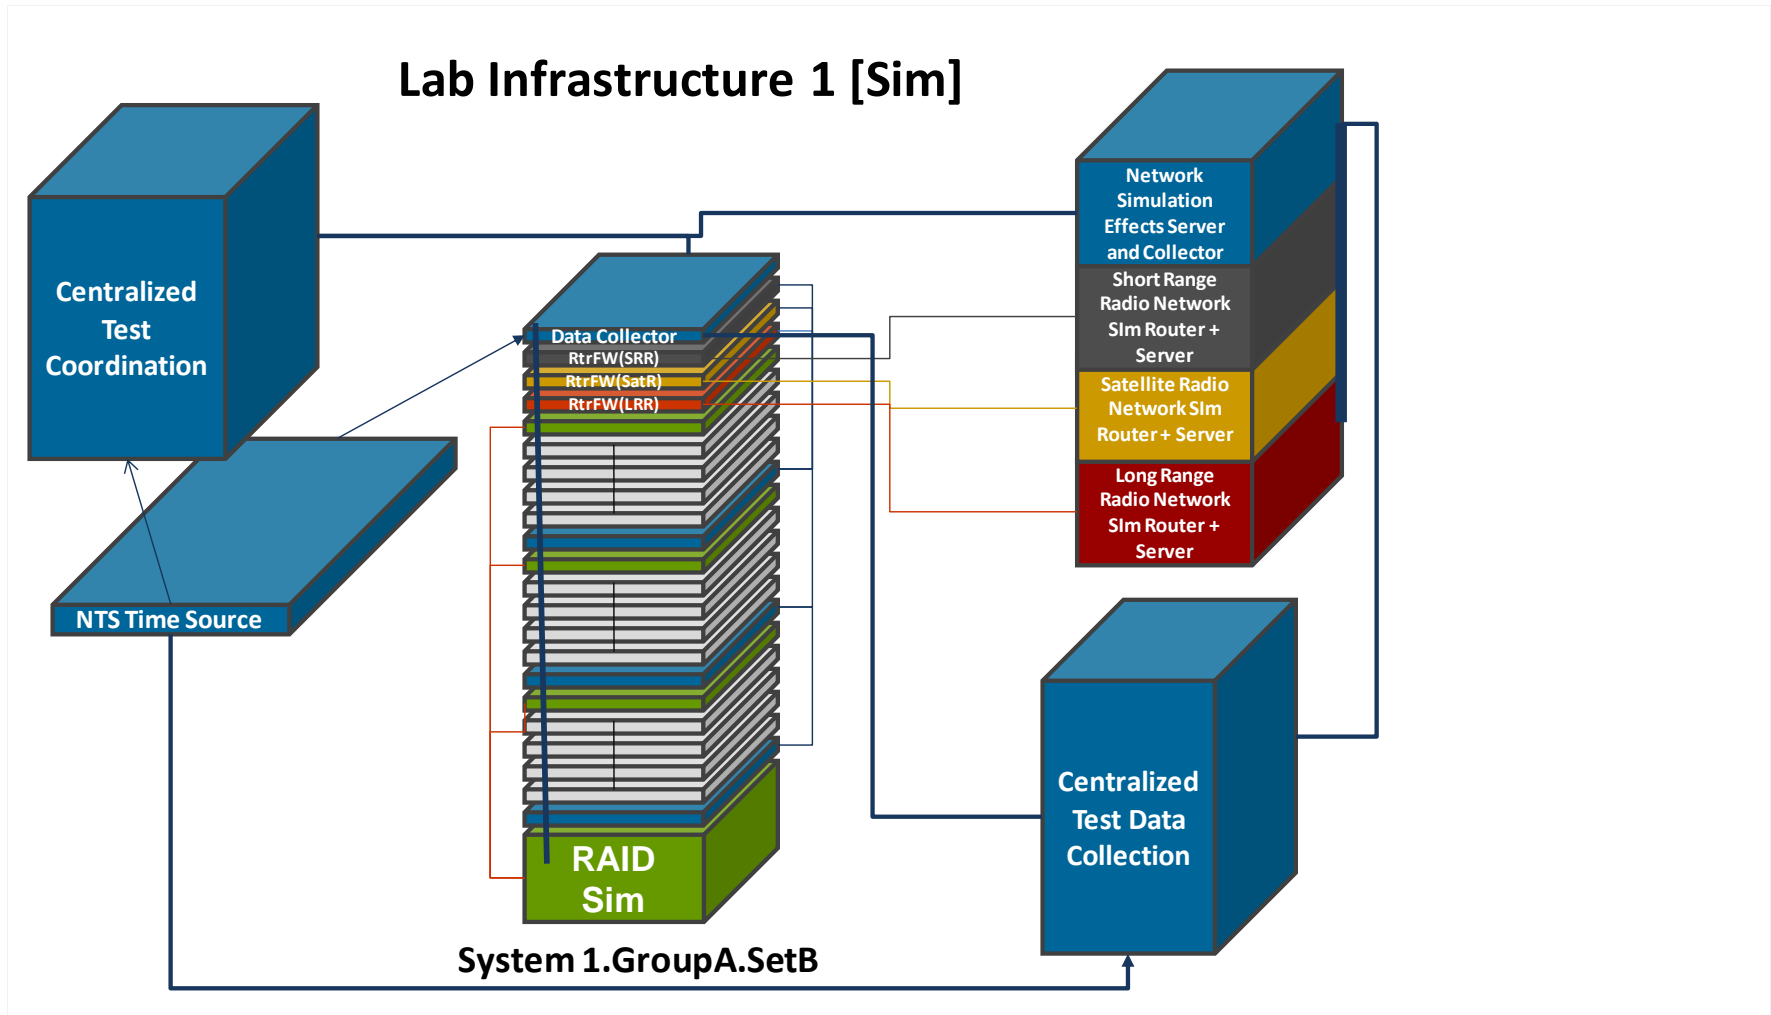 Lab Infrastructure 1 [Sim]
Centralized
Test
Coordination
NTS Time Source
Data Collector
RtrFW(SRR)
RtrFW(SatR)
RtrFW(LRR)
RAID
Sim
System 1.GroupA.SetB
Network
Simulation
Effects Server
and Collector
Short Range
Radio Network
SIm Router +
Server
Satellite Radio
Network SIm
Router + Server
Long Range
Radio Network
SIm Router +
Server
Centralized
Test Data
Collection